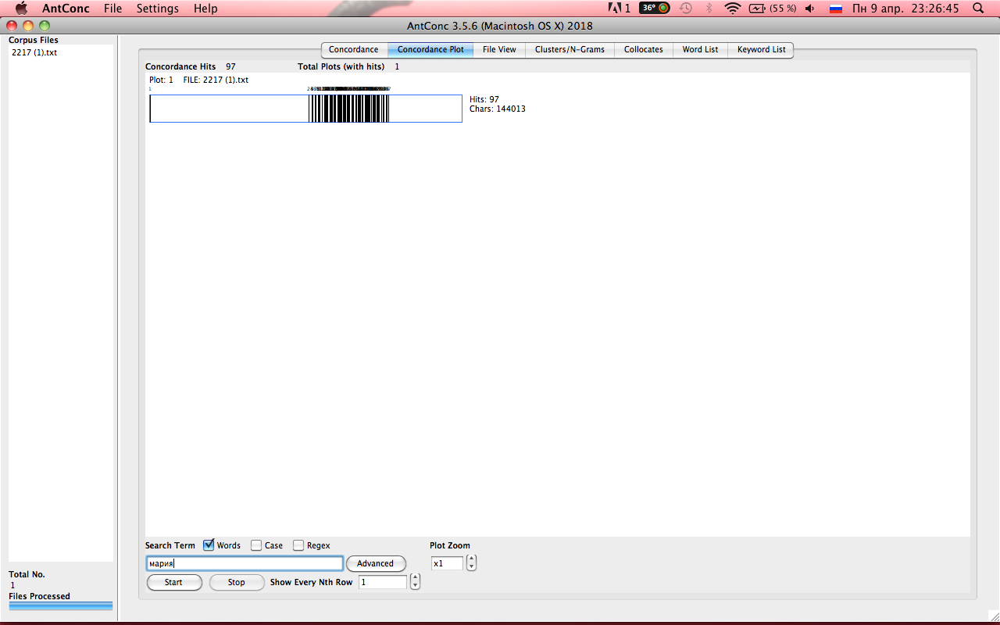 AntConc File Settings Help 1 36° (55 %) Пн 9 апр. 23:26:45
AntConc 3.5.6 (Macintosh OS X) 2018
Corpus Files
2217 (1).txt
Concordance Concordance Plot File View Clusters/N-Grams Collocates Word List Keyword List
Concordance Hits 97 Total Plots (with hits) 1
Plot: 1 FILE: 2217 (1).txt
1
Hits: 97
Chars: 144013
Search Term Words Case Regex Plot Zoom
мария Advanced x1
Start Stop Show Every Nth Row 1
Total No.
1
Files Processed